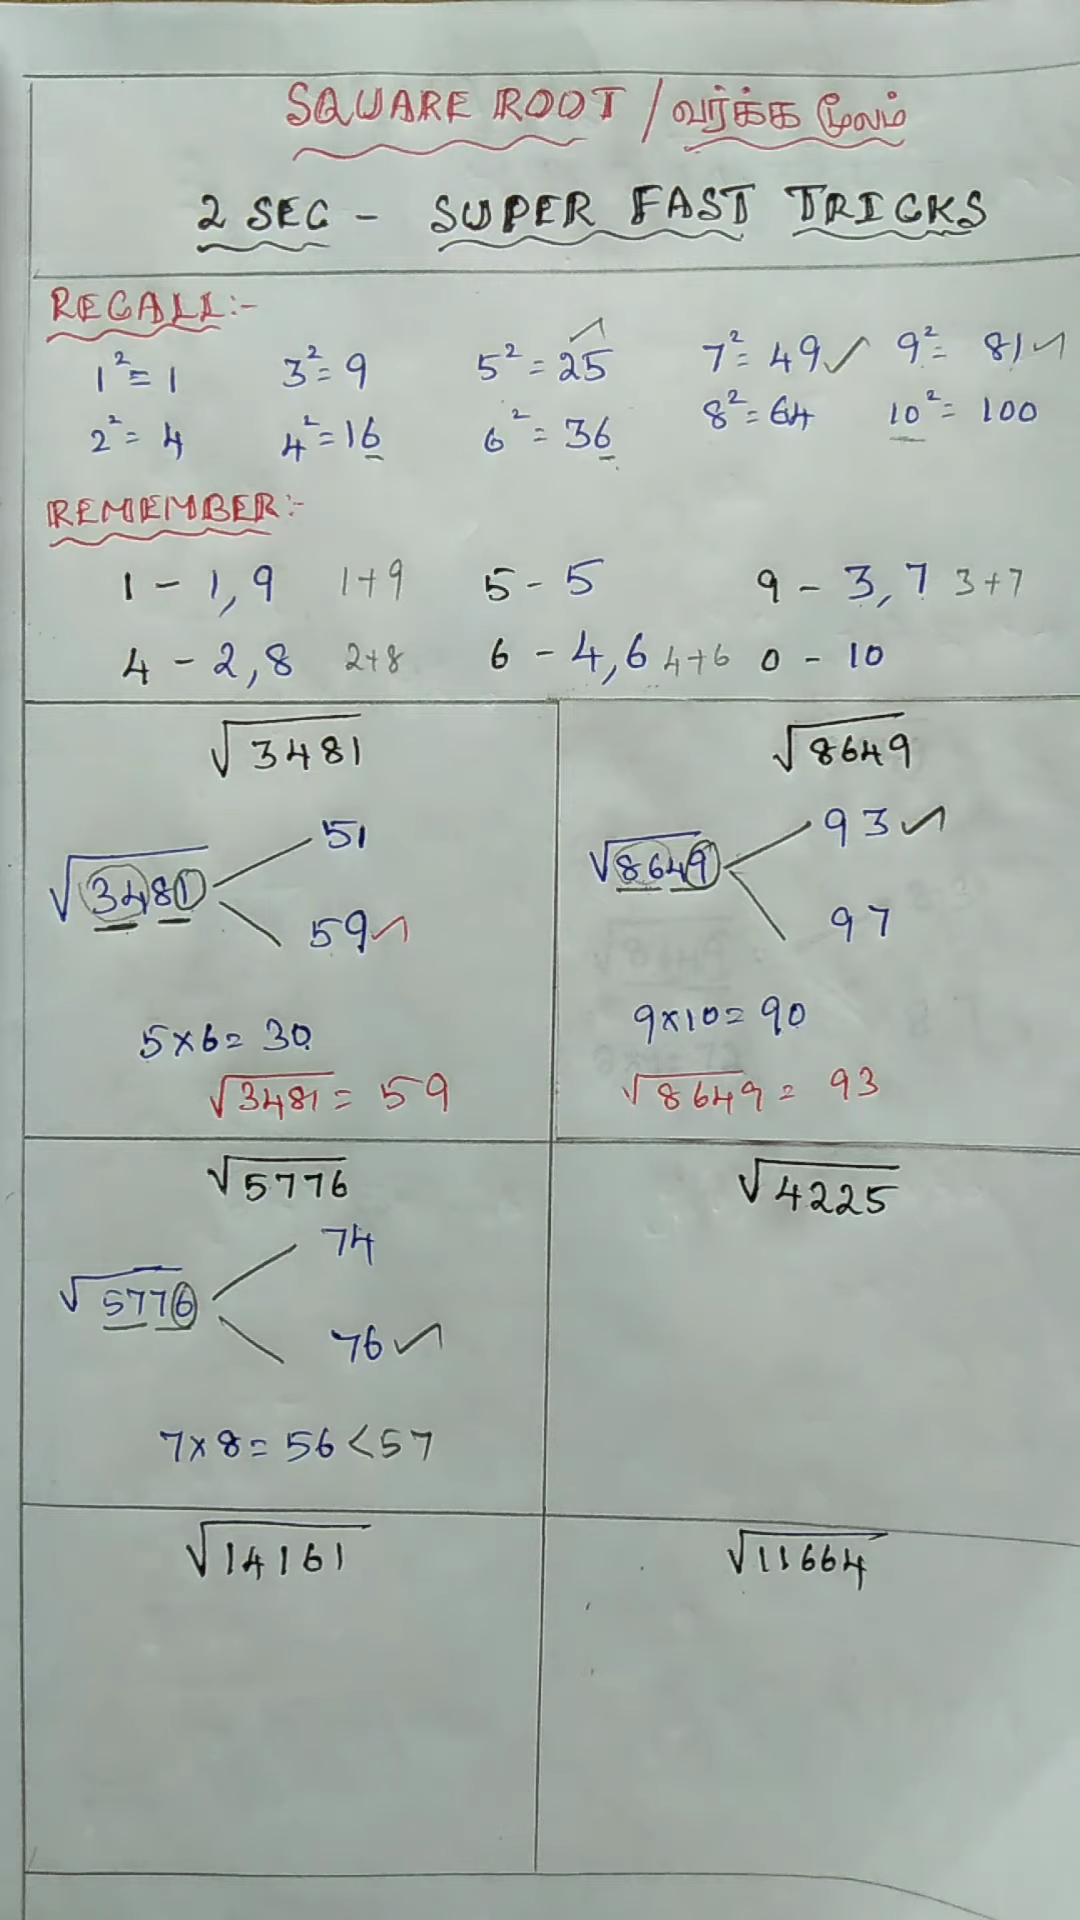 SQUARE ROOT / வர்க்க மூலம்
2 SEC - SUPER FAST TRICKS
RECALL:-
1² = 1 3² = 9 5² = 25 7² = 49 ✓ 9² = 81 ✓
2² = 4 4² = 16 6² = 36 8² = 64 10² = 100
REMEMBER:-
1 - 1, 9 1+9 5 - 5 9 - 3, 7 3+7
4 - 2, 8 2+8 6 - 4, 6 4+6 0 - 10
√3481
√3481
51
59 ✓
5×6 = 30
√3481 = 59
√8649
√8649
93 ✓
97
9×10 = 90
√8649 = 93
√5776
√5776
74
76 ✓
7×8 = 56 < 57
√4225
√14161
√11664